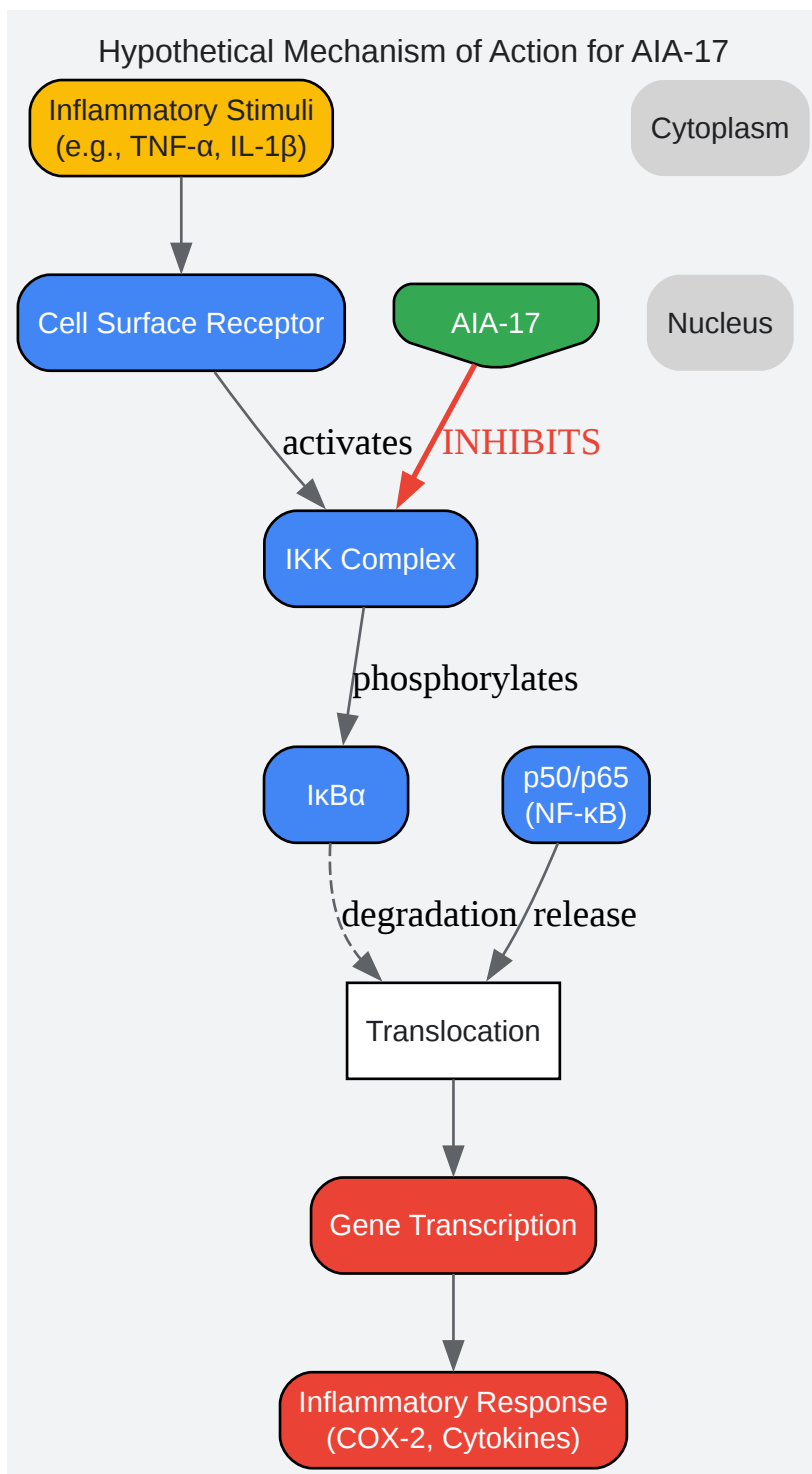 Hypothetical Mechanism of Action for AIA-17
Inflammatory Stimuli
(e.g., TNF-α, IL-1β)
Cytoplasm
Cell Surface Receptor
AIA-17
Nucleus
activates
INHIBITS
IKK Complex
phosphorylates
IκBα
p50/p65
(NF-κB)
degradation
release
Translocation
Gene Transcription
Inflammatory Response
(COX-2, Cytokines)